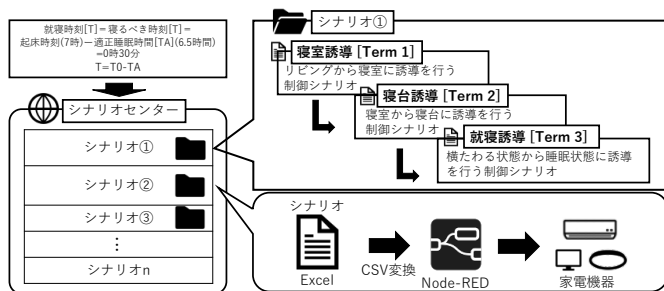 就寝時刻[T]＝寝るべき時刻[T]＝
起床時刻(7時)ー適正睡眠時間[TA](6.5時間)
=0時30分
T=T0-TA
シナリオセンター
シナリオ①
シナリオ②
シナリオ③
⋮
シナリオn
シナリオ①
寝室誘導 [Term 1]
リビングから寝室に誘導を行う
制御シナリオ
寝台誘導 [Term 2]
寝室から寝台に誘導を行う
制御シナリオ
就寝誘導 [Term 3]
横たわる状態から睡眠状態に誘導
を行う制御シナリオ
シナリオ
Excel
CSV変換
Node-RED
家電機器